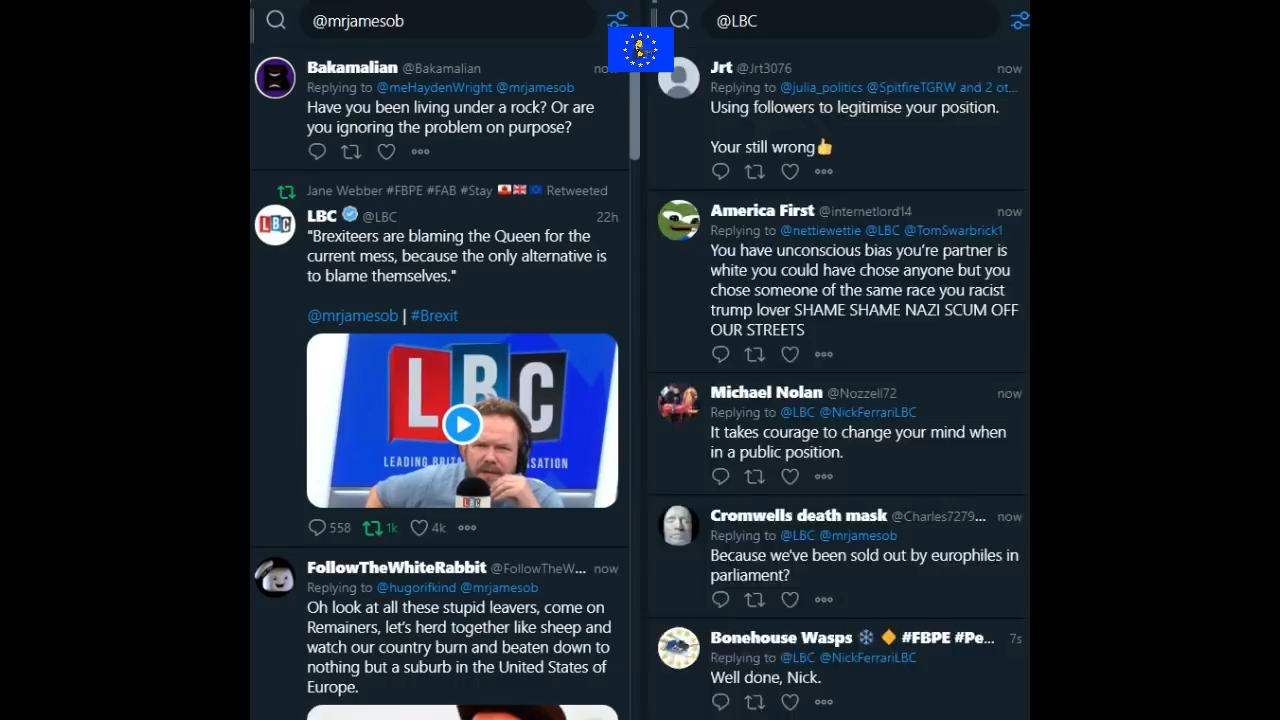 @mrjamesob
Bakamalian @Bakamalian now
Replying to @meHaydenWright @mrjamesob
Have you been living under a rock? Or are
you ignoring the problem on purpose?
Jane Webber #FBPE #FAB #Stay Retweeted
LBC @LBC 22h
"Brexiteers are blaming the Queen for the
current mess, because the only alternative is
to blame themselves."
@mrjamesob | #Brexit
LBC
LBC
558 1k 4k
FollowTheWhiteRabbit @FollowTheW... now
Replying to @hugorifkind @mrjamesob
Oh look at all these stupid leavers, come on
Remainers, let's herd together like sheep and
watch our country burn and beaten down to
nothing but a suburb in the United States of
Europe.
@LBC
Jrt @Jrt3076 now
Replying to @julia_politics @SpitfireTGRW and 2 ot...
Using followers to legitimise your position.
Your still wrong👍
America First @internetlord14 now
Replying to @nettiewettie @LBC @TomSwarbrick1
You have unconscious bias you're partner is
white you could have chose anyone but you
chose someone of the same race you racist
trump lover SHAME SHAME NAZI SCUM OFF
OUR STREETS
Michael Nolan @Nozzell72 now
Replying to @LBC @NickFerrariLBC
It takes courage to change your mind when
in a public position.
Cromwells death mask @Charles7279... now
Replying to @LBC @mrjamesob
Because we've been sold out by europhiles in
parliament?
Bonehouse Wasps ❄️ 🔶 #FBPE #Pe... 7s
Replying to @LBC @NickFerrariLBC
Well done, Nick.